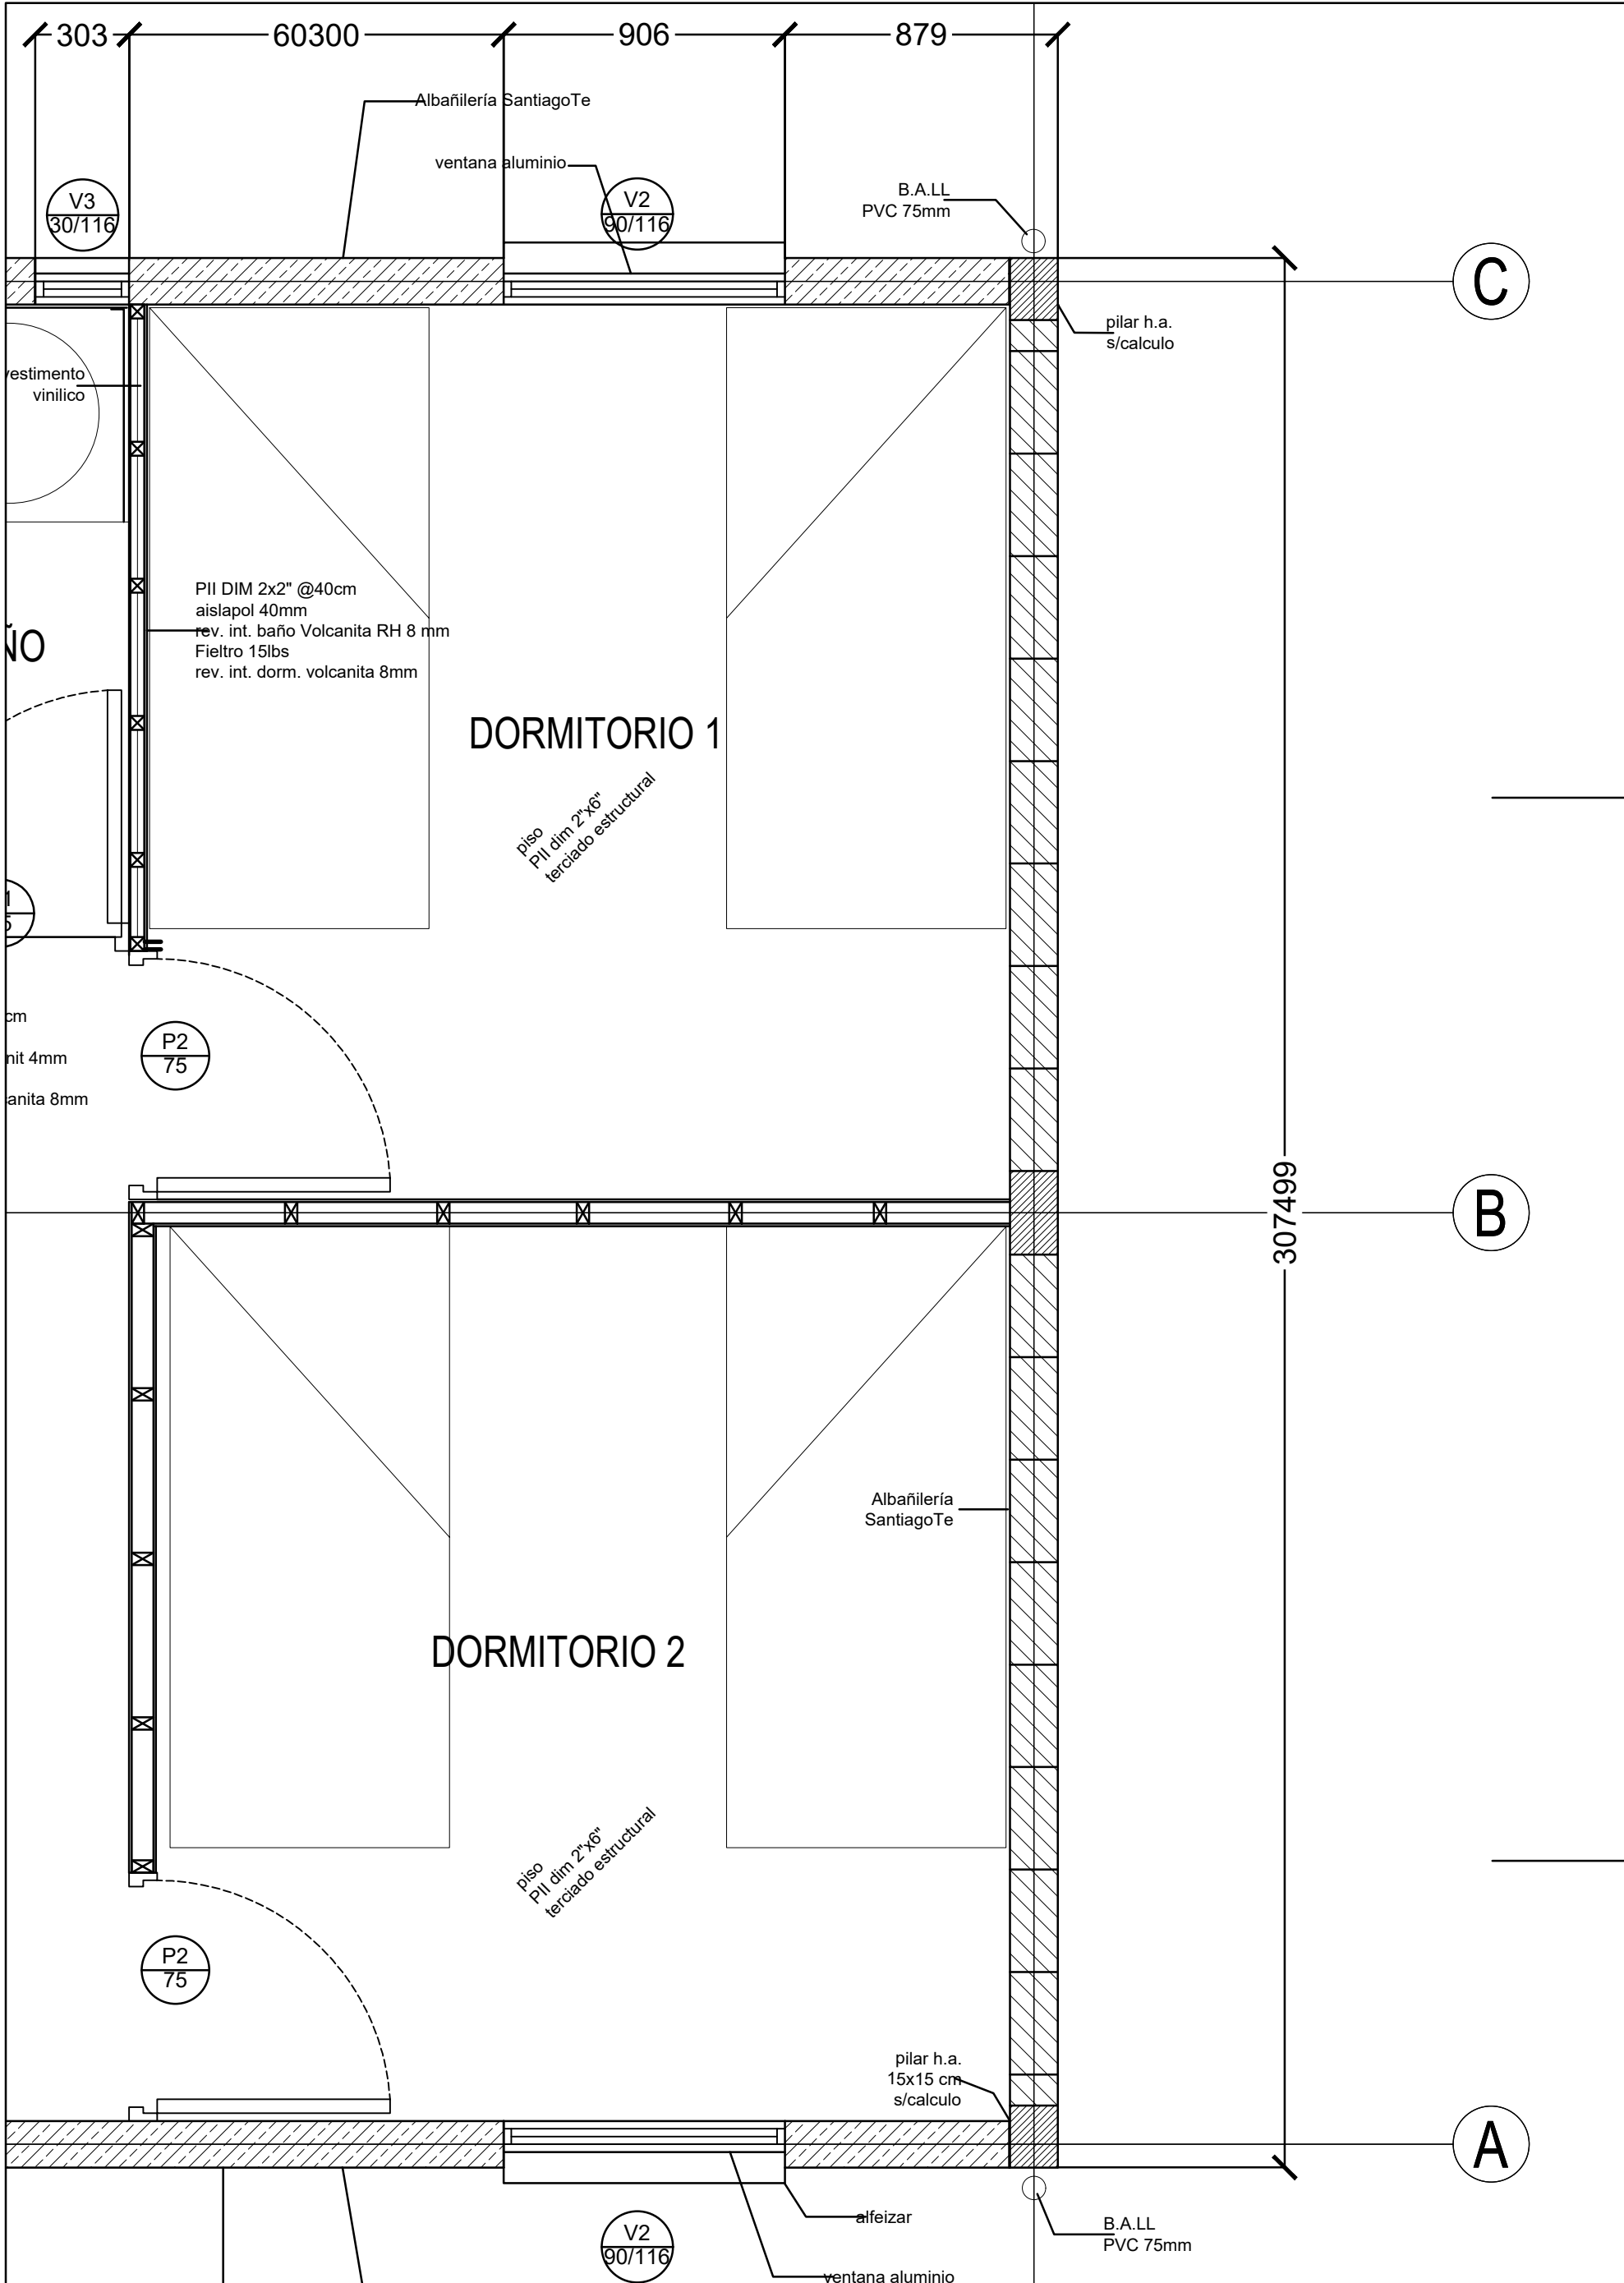 303
60300
906
879
Albañilería SantiagoTe
ventana aluminio
V3
30/116
V2
90/116
B.A.LL
PVC 75mm
C
pilar h.a.
s/calculo
vestimento
vinilico
PII DIM 2x2" @40cm
aislapol 40mm
rev. int. baño Volcanita RH 8 mm
Fieltro 15lbs
rev. int. dorm. volcanita 8mm
ÑO
DORMITORIO 1
piso
PII dim 2"x6"
terciado estructural
1
5
cm
nit 4mm
anita 8mm
P2
75
307499
B
Albañilería
SantiagoTe
DORMITORIO 2
piso
PII dim 2"x6"
terciado estructural
P2
75
pilar h.a.
15x15 cm
s/calculo
A
alfeizar
V2
90/116
B.A.LL
PVC 75mm
ventana aluminio